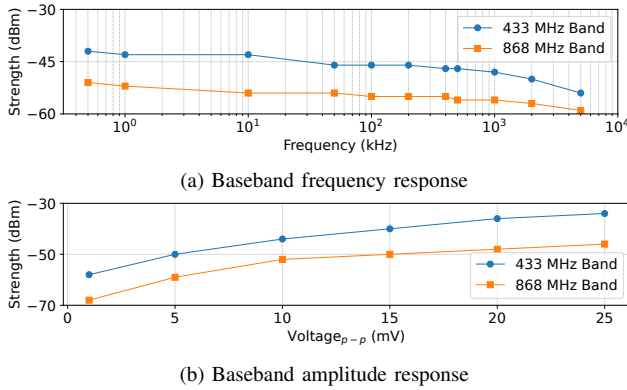 −30
−45
−60
Strength (dBm)
433 MHz Band
868 MHz Band
10⁰ 10¹ 10² 10³ 10⁴
Frequency (kHz)
(a) Baseband frequency response
−30
−50
−70
Strength (dBm)
433 MHz Band
868 MHz Band
0 5 10 15 20 25
Voltageₚ₋ₚ (mV)
(b) Baseband amplitude response